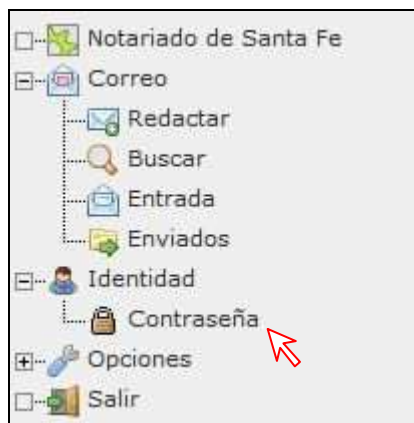 Notariado de Santa Fe
Correo
Redactar
Buscar
Entrada
Enviados
Identidad
Contraseña
Opciones
Salir